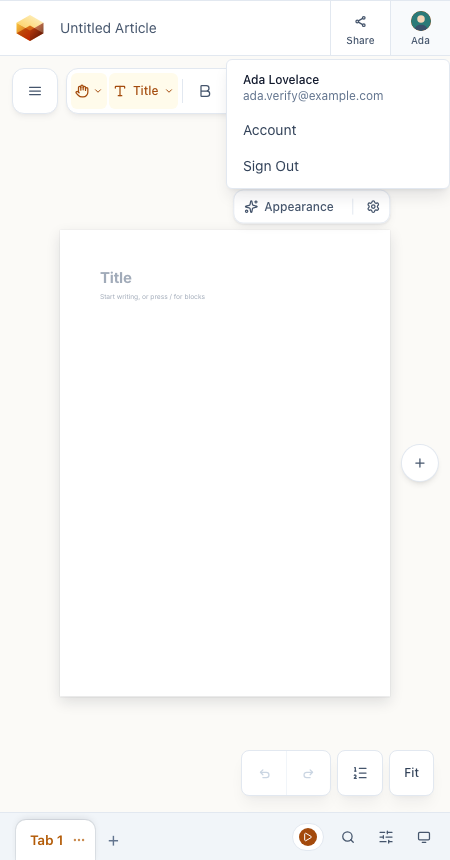 Untitled Article
Share
Ada
Ada Lovelace
ada.verify@example.com
Title
B
Account
Sign Out
Appearance
Title
Start writing, or press / for blocks
Fit
Tab 1